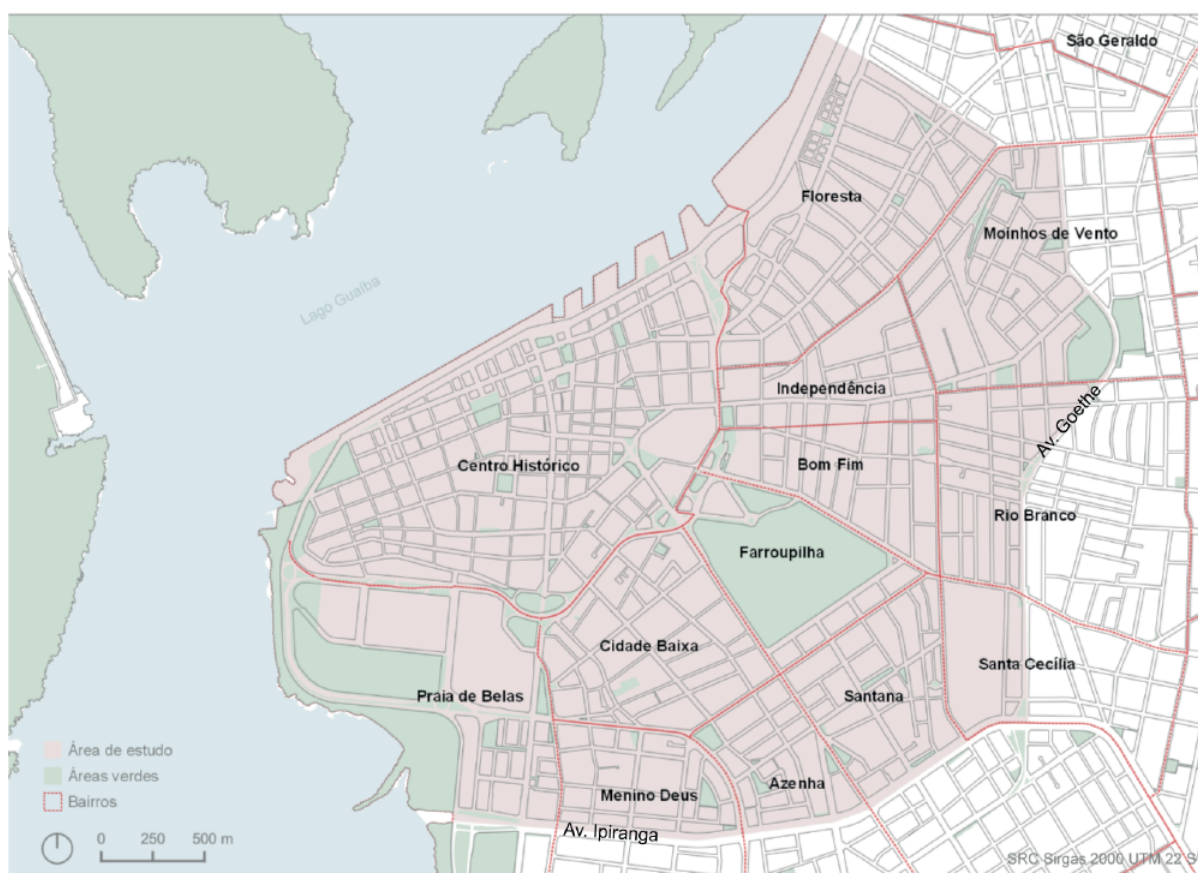 São Geraldo
Floresta
Moinhos de Vento
Lago Guaíba
Independência
Av. Goethe
Centro Histórico
Bom Fim
Rio Branco
Farroupilha
Cidade Baixa
Santa Cecília
Praia de Belas
Santana
Área de estudo
Áreas verdes
Bairros
Menino Deus
Azenha
Av. Ipiranga
0 250 500 m
SRC Sirgas 2000 UTM 22 S